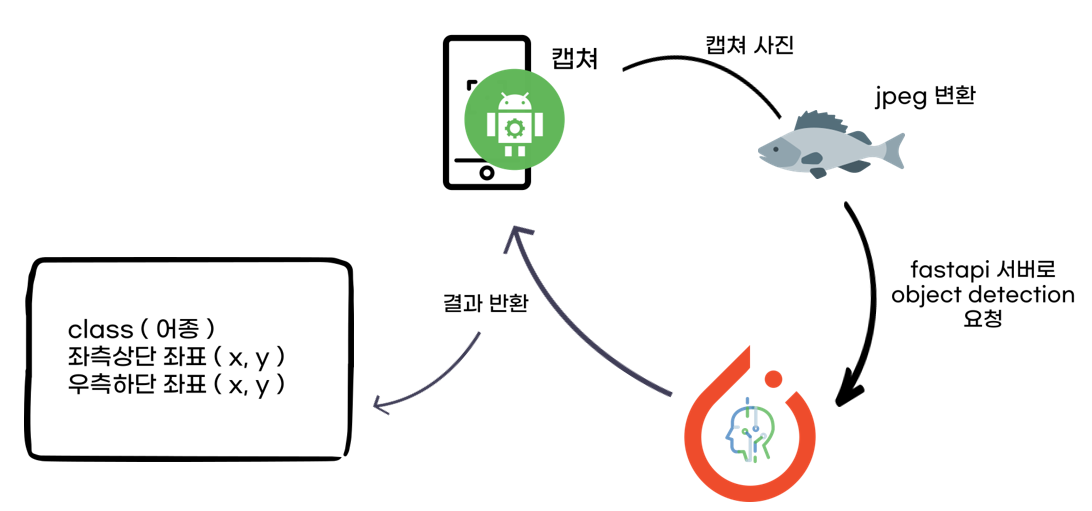 캡쳐
캡쳐 사진
jpeg 변환
fastapi 서버로
object detection
요청
결과 반환
class ( 어종 )
좌측상단 좌표 ( x, y )
우측하단 좌표 ( x, y )